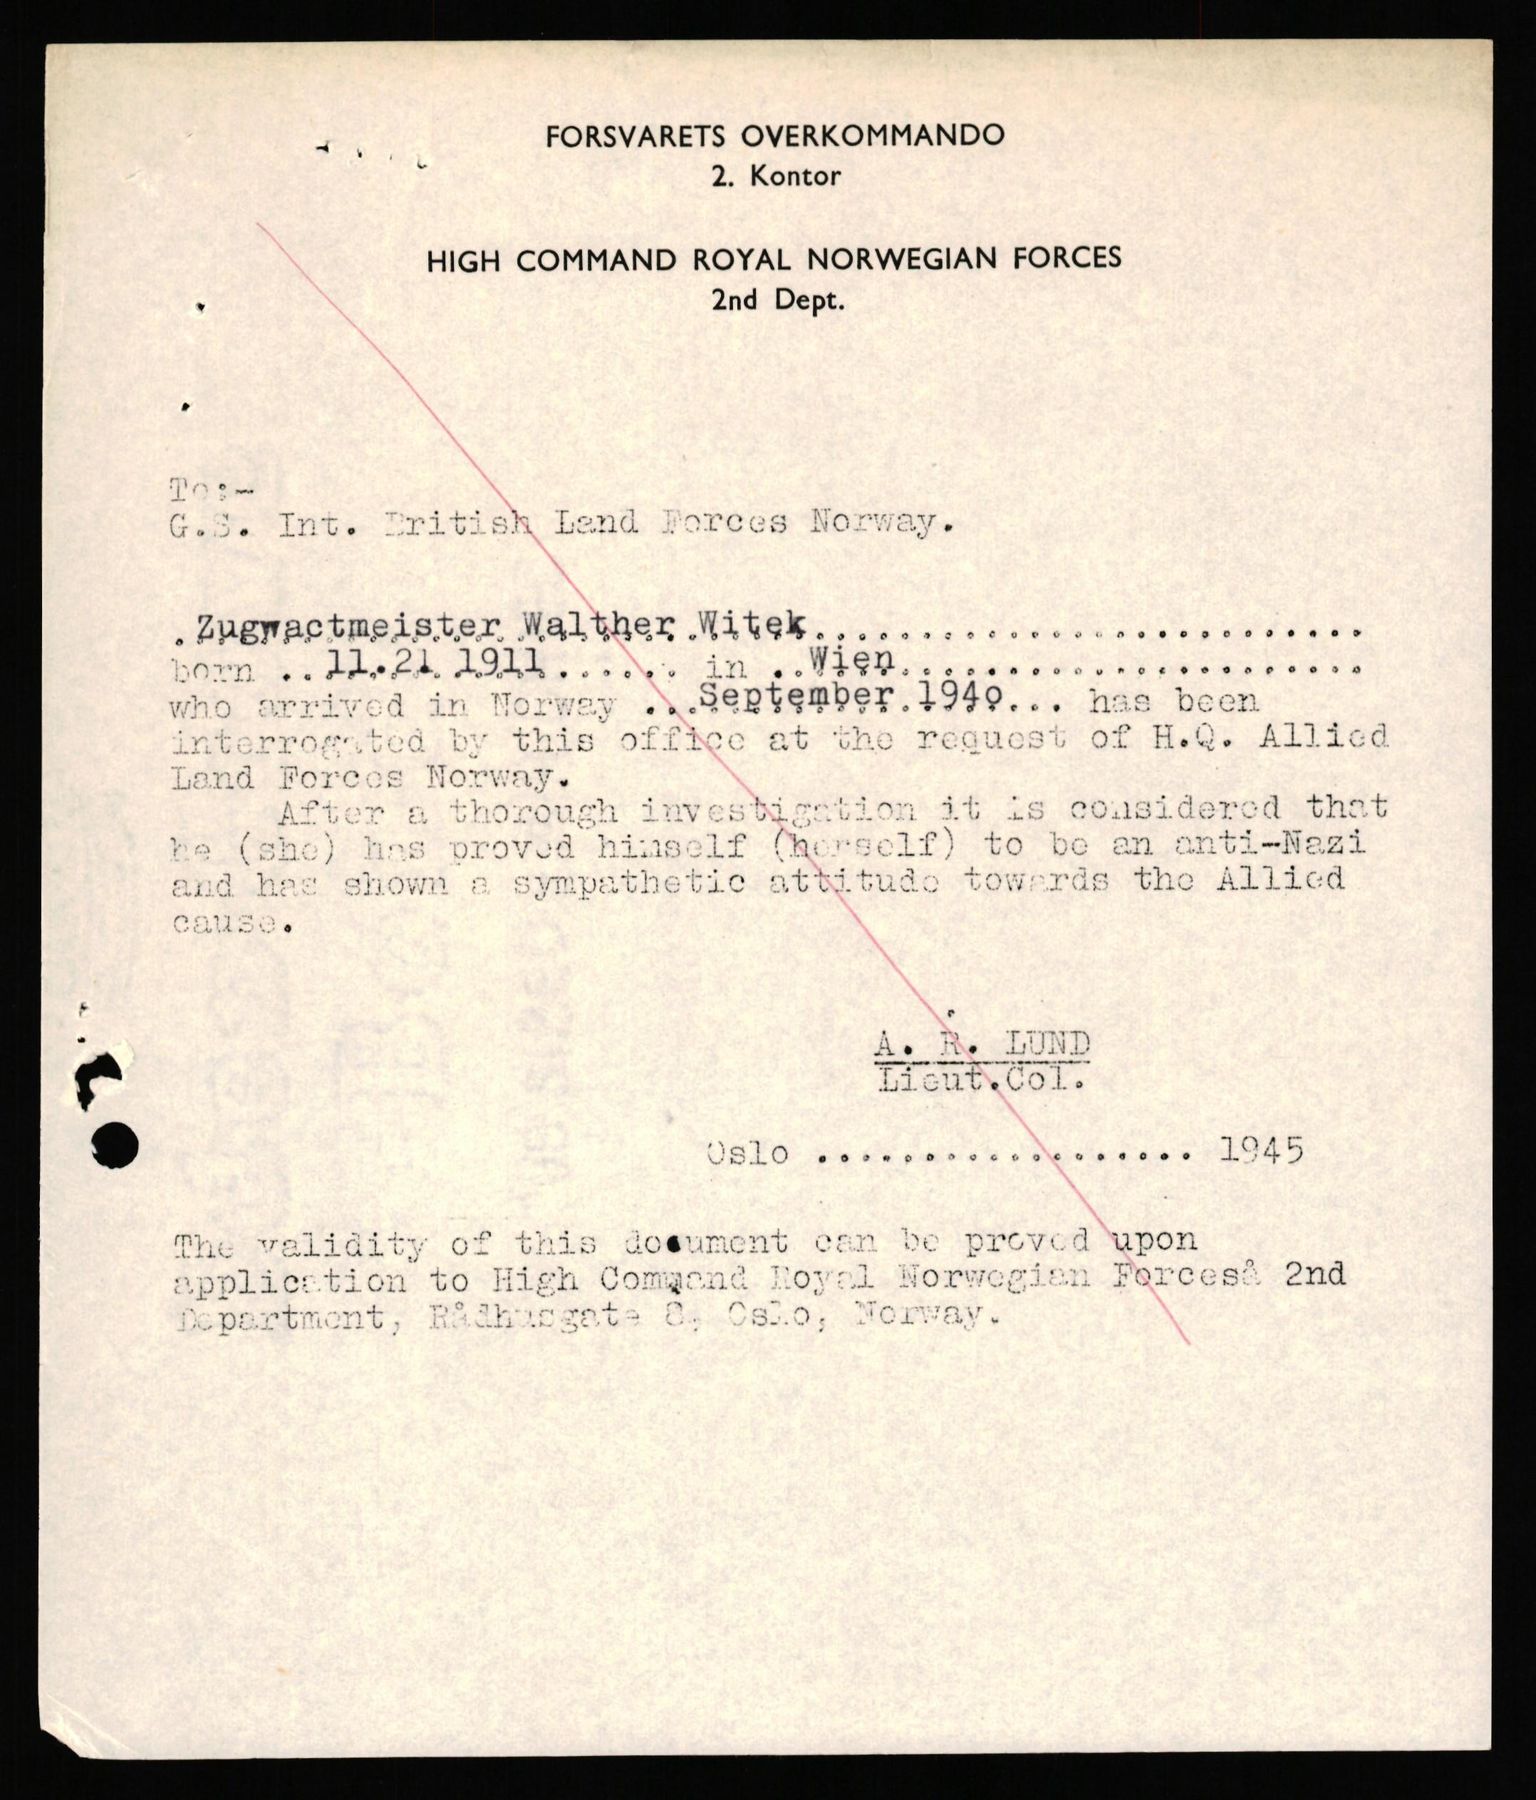 FORSVARETS OVERKOMMANDO
2. Kontor
HIGH COMMAND ROYAL NORWEGIAN FORCES
2nd Dept.
To:-
G.S. Int. British Land Forces Norway.
. Zugwactmeister Walther Witek..........................
born ..11.21 1911...... in ..Wien......................
who arrived in Norway ...September 1940... has been
interrogated by this office at the request of H.Q. Allied
Land Forces Norway.
After a thorough investigation it is considered that
he (she) has proved himself (herself) to be an anti-Nazi
and has shown a sympathetic attitude towards the Allied
cause.
A. R. LUND
Lieut.Col.
Oslo .................. 1945
The validity of this document can be proved upon
application to High Command Royal Norwegian Forceså 2nd
Department, Rådhusgate 8, Oslo, Norway.